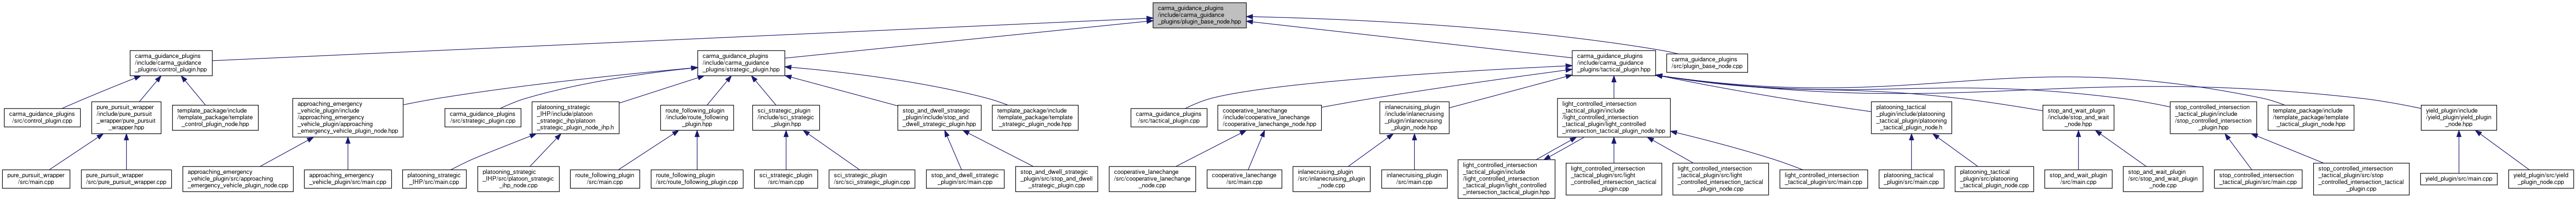 carma_guidance_plugins
/include/carma_guidance
_plugins/plugin_base_node.hpp
carma_guidance_plugins
/include/carma_guidance
_plugins/control_plugin.hpp
carma_guidance_plugins
/include/carma_guidance
_plugins/strategic_plugin.hpp
carma_guidance_plugins
/include/carma_guidance
_plugins/tactical_plugin.hpp
carma_guidance_plugins
/src/plugin_base_node.cpp
carma_guidance_plugins
/src/control_plugin.cpp
pure_pursuit_wrapper
/include/pure_pursuit
_wrapper/pure_pursuit
_wrapper.hpp
template_package/include
/template_package/template
_control_plugin_node.hpp
approaching_emergency
_vehicle_plugin/include
/approaching_emergency
_vehicle_plugin/approaching
_emergency_vehicle_plugin_node.hpp
carma_guidance_plugins
/src/strategic_plugin.cpp
platooning_strategic
_IHP/include/platoon
_strategic_ihp/platoon
_strategic_plugin_node_ihp.h
route_following_plugin
/include/route_following
_plugin.hpp
sci_strategic_plugin
/include/sci_strategic
_plugin.hpp
stop_and_dwell_strategic
_plugin/include/stop_and
_dwell_strategic_plugin.hpp
template_package/include
/template_package/template
_strategic_plugin_node.hpp
carma_guidance_plugins
/src/tactical_plugin.cpp
cooperative_lanechange
/include/cooperative_lanechange
/cooperative_lanechange_node.hpp
inlanecruising_plugin
/include/inlanecruising
_plugin/inlanecruising
_plugin_node.hpp
light_controlled_intersection
_tactical_plugin/include
/light_controlled_intersection
_tactical_plugin/light_controlled
_intersection_tactical_plugin_node.hpp
platooning_tactical
_plugin/include/platooning
_tactical_plugin/platooning
_tactical_plugin_node.h
stop_and_wait_plugin
/include/stop_and_wait
_node.hpp
stop_controlled_intersection
_tactical_plugin/include
/stop_controlled_intersection
_plugin.hpp
template_package/include
/template_package/template
_tactical_plugin_node.hpp
yield_plugin/include
/yield_plugin/yield_plugin
_node.hpp
pure_pursuit_wrapper
/src/main.cpp
pure_pursuit_wrapper
/src/pure_pursuit_wrapper.cpp
approaching_emergency
_vehicle_plugin/src/approaching
_emergency_vehicle_plugin_node.cpp
approaching_emergency
_vehicle_plugin/src/main.cpp
platooning_strategic
_IHP/src/main.cpp
platooning_strategic
_IHP/src/platoon_strategic
_ihp_node.cpp
route_following_plugin
/src/main.cpp
route_following_plugin
/src/route_following_plugin.cpp
sci_strategic_plugin
/src/main.cpp
sci_strategic_plugin
/src/sci_strategic_plugin.cpp
stop_and_dwell_strategic
_plugin/src/main.cpp
stop_and_dwell_strategic
_plugin/src/stop_and_dwell
_strategic_plugin.cpp
cooperative_lanechange
/src/cooperative_lanechange
_node.cpp
cooperative_lanechange
/src/main.cpp
inlanecruising_plugin
/src/inlanecruising_plugin
_node.cpp
inlanecruising_plugin
/src/main.cpp
light_controlled_intersection
_tactical_plugin/include
/light_controlled_intersection
_tactical_plugin/light_controlled
_intersection_tactical_plugin.hpp
light_controlled_intersection
_tactical_plugin/src/light
_controlled_intersection_tactical
_plugin.cpp
light_controlled_intersection
_tactical_plugin/src/light
_controlled_intersection_tactical
_plugin_node.cpp
light_controlled_intersection
_tactical_plugin/src/main.cpp
platooning_tactical
_plugin/src/main.cpp
platooning_tactical
_plugin/src/platooning
_tactical_plugin_node.cpp
stop_and_wait_plugin
/src/main.cpp
stop_and_wait_plugin
/src/stop_and_wait_plugin
_node.cpp
stop_controlled_intersection
_tactical_plugin/src/main.cpp
stop_controlled_intersection
_tactical_plugin/src/stop
_controlled_intersection_tactical
_plugin.cpp
yield_plugin/src/main.cpp
yield_plugin/src/yield
_plugin_node.cpp